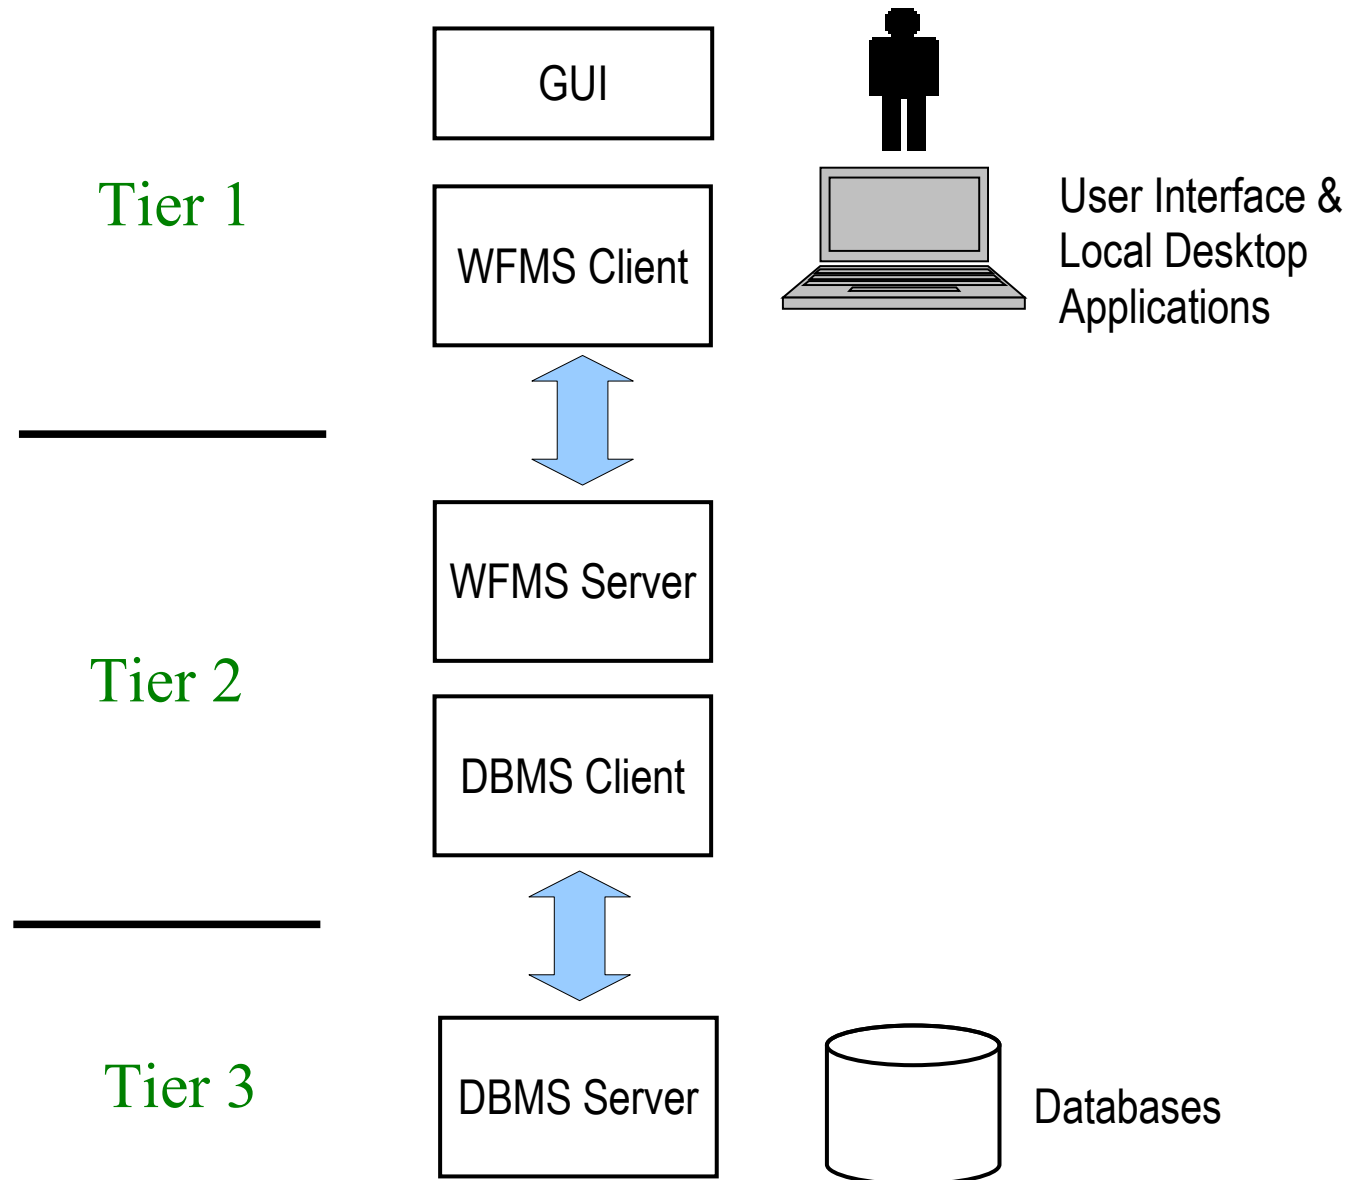 GUI
Tier 1
WFMS Client
User Interface &
Local Desktop
Applications
WFMS Server
Tier 2
DBMS Client
Tier 3
DBMS Server
Databases